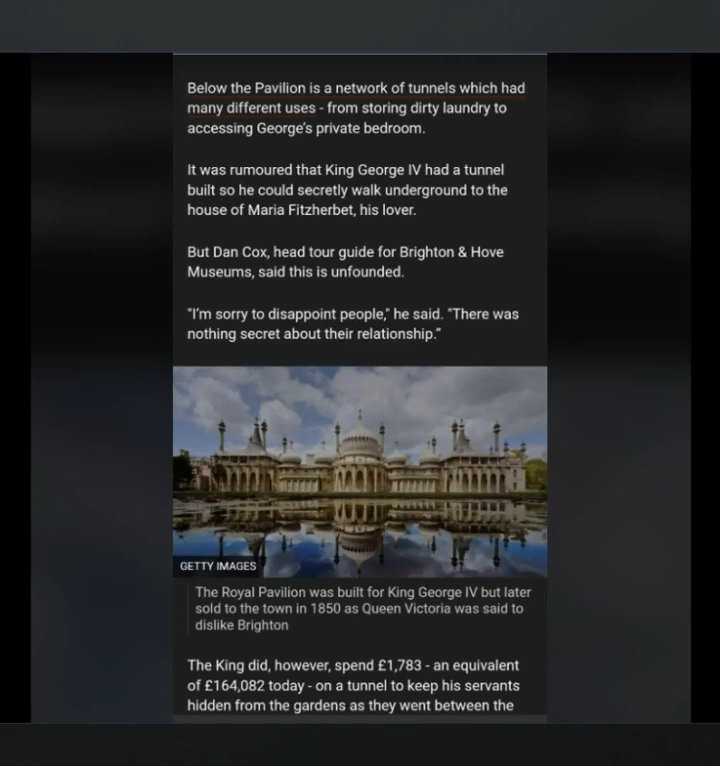 Below the Pavilion is a network of tunnels which had
many different uses - from storing dirty laundry to
accessing George's private bedroom.
It was rumoured that King George IV had a tunnel
built so he could secretly walk underground to the
house of Maria Fitzherbet, his lover.
But Dan Cox, head tour guide for Brighton & Hove
Museums, said this is unfounded.
"I'm sorry to disappoint people," he said. "There was
nothing secret about their relationship."
GETTY IMAGES
The Royal Pavilion was built for King George IV but later
sold to the town in 1850 as Queen Victoria was said to
dislike Brighton
The King did, however, spend £1,783 - an equivalent
of £164,082 today - on a tunnel to keep his servants
hidden from the gardens as they went between the